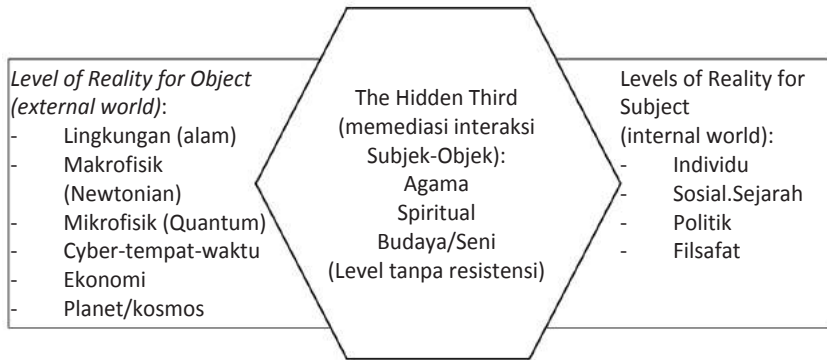 Level of Reality for Object
(external world):
- Lingkungan (alam)
- Makrofisik
(Newtonian)
- Mikrofisik (Quantum)
- Cyber-tempat-waktu
- Ekonomi
- Planet/kosmos
The Hidden Third
(memediasi interaksi
Subjek-Objek):
Agama
Spiritual
Budaya/Seni
(Level tanpa resistensi)
Levels of Reality for
Subject
(internal world):
- Individu
- Sosial.Sejarah
- Politik
- Filsafat